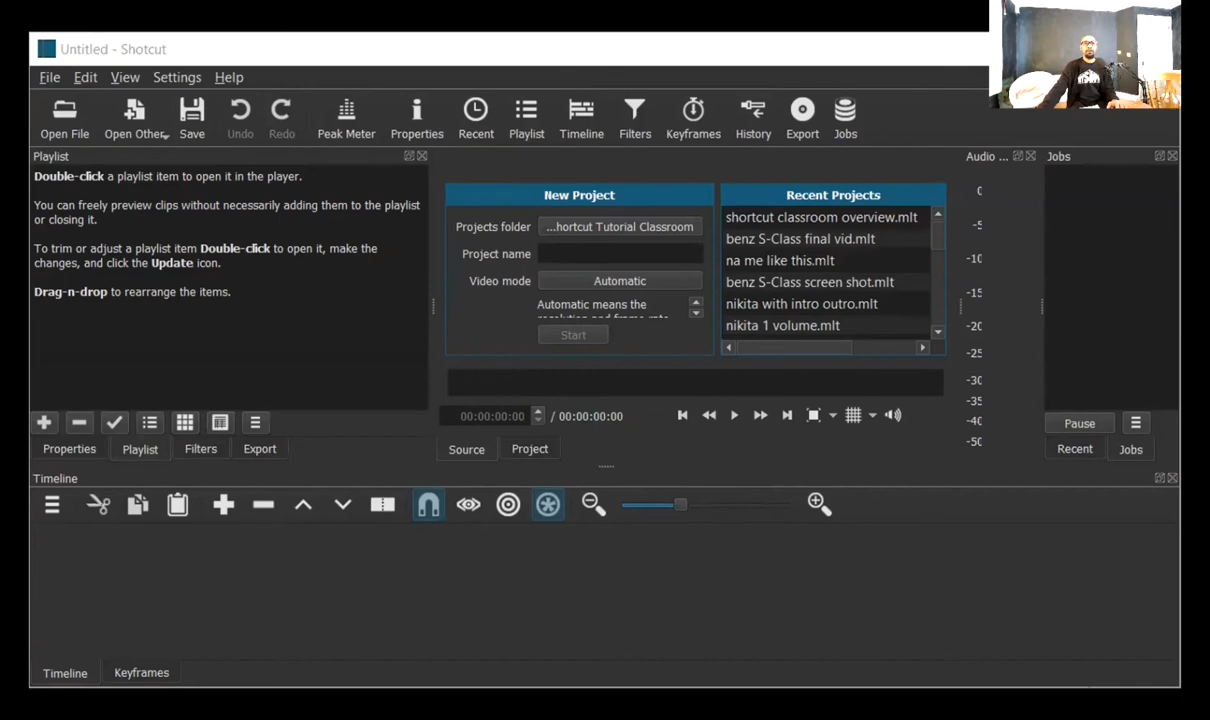 Untitled - Shotcut
File Edit View Settings Help
Open File Open Other Save Undo Redo Peak Meter Properties Recent Playlist Timeline Filters Keyframes History Export Jobs
Playlist
Double-click a playlist item to open it in the player.
You can freely preview clips without necessarily adding them to the playlist
or closing it.
To trim or adjust a playlist item Double-click to open it, make the
changes, and click the Update icon.
Drag-n-drop to rearrange the items.
Properties Playlist Filters Export
New Project
Projects folder ...hortcut Tutorial Classroom
Project name
Video mode Automatic
Automatic means the
resolution and frame rate
Start
Recent Projects
shortcut classroom overview.mlt
benz S-Class final vid.mlt
na me like this.mlt
benz S-Class screen shot.mlt
nikita with intro outro.mlt
nikita 1 volume.mlt
00:00:00:00 / 00:00:00:00
Source Project
Audio ...
0
-5
-10
-15
-20
-25
-30
-35
-40
-50
Jobs
Pause
Recent Jobs
Timeline
Timeline Keyframes